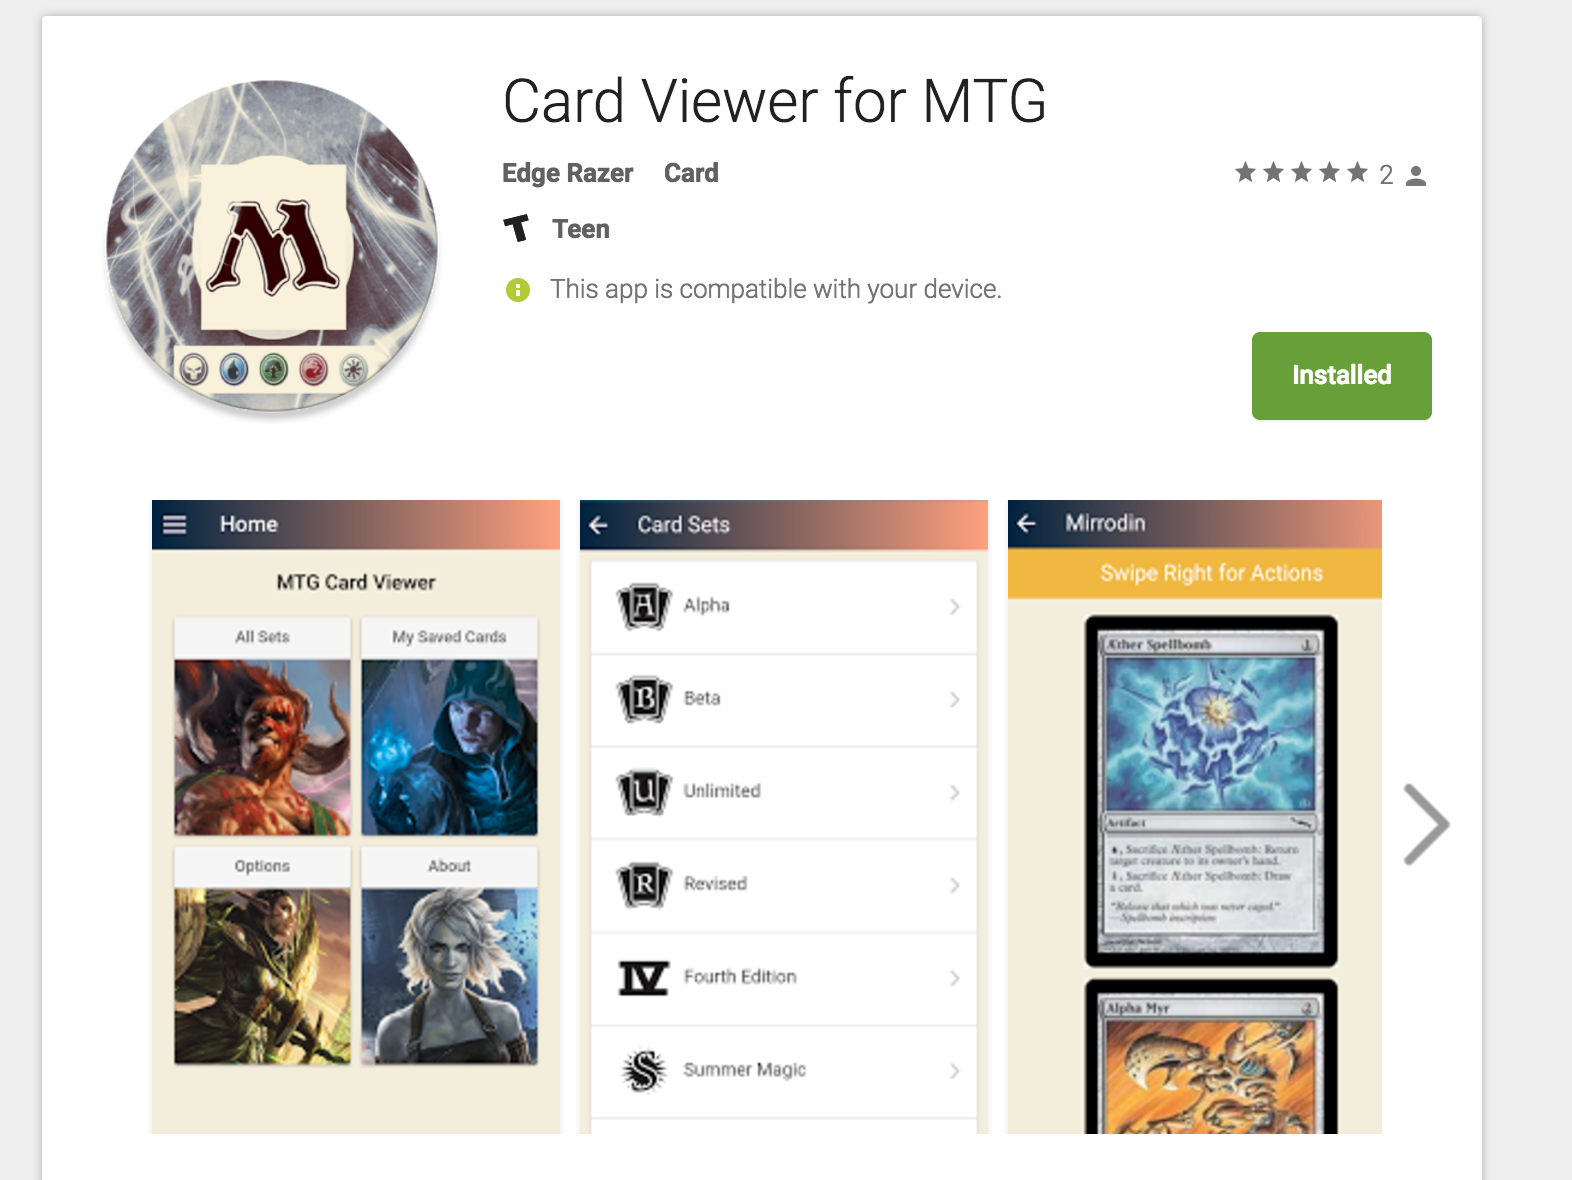 Card Viewer for MTG
Edge Razer Card
2
T Teen
This app is compatible with your device.
Installed
M
Home
MTG Card Viewer
All Sets
My Saved Cards
Options
About
Card Sets
A Alpha
B Beta
U Unlimited
R Revised
IV Fourth Edition
S Summer Magic
Mirrodin
Swipe Right for Actions
Æther Spellbomb 1
Artifact
, Sacrifice Æther Spellbomb: Return
target creature to its owner's hand.
1, Sacrifice Æther Spellbomb: Draw
a card.
"Release that which was never caged."
—Spellbomb inscription
Alpha Myr 2